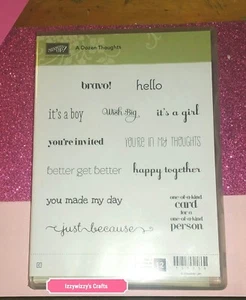 A Dozen Thoughts
bravo!
hello
it's a boy
Wish Big,
it's a girl
you're invited
YOU'RE IN MY THOUGHTS
better get better
happy together
you made my day
one-of-a-kind
card
for a
one-of-a-kind
person
just because
Izzywizzy's Crafts